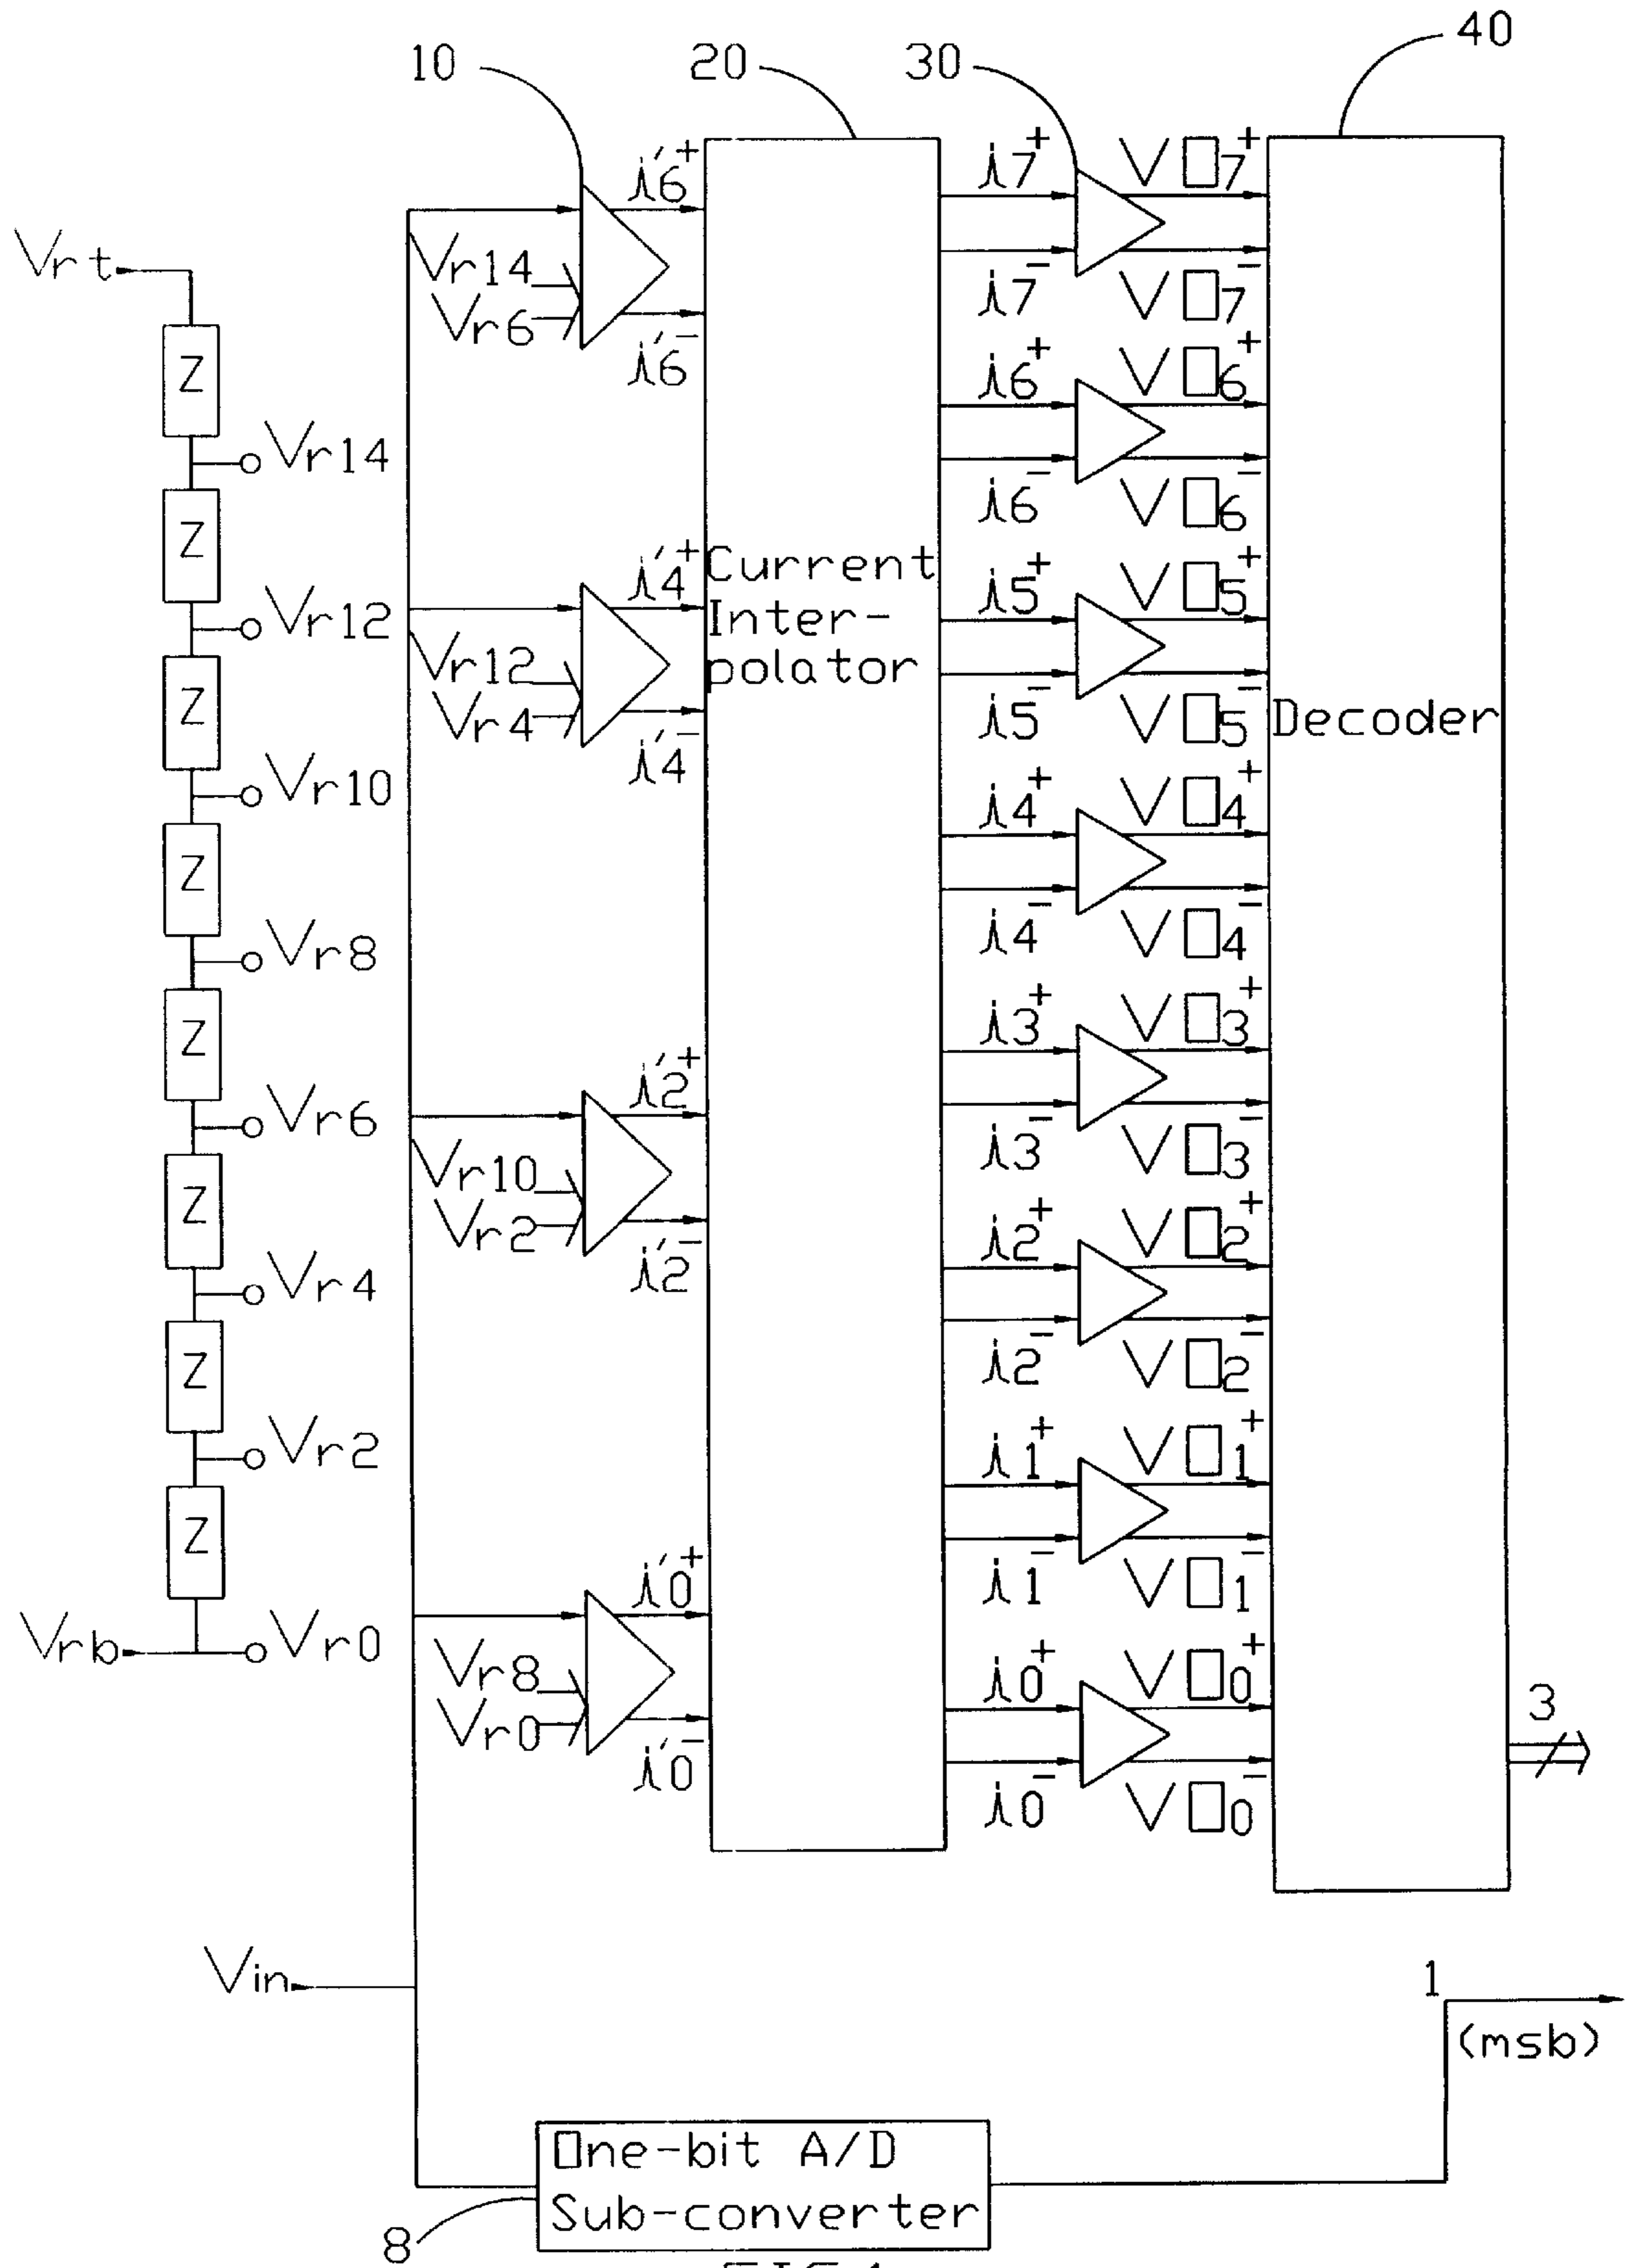 10
20
30
40
Vrt
Z
Vr14
Z
Vr12
Z
Vr10
Z
Vr8
Z
Vr6
Z
Vr4
Z
Vr2
Z
Vrb
Vr0
Vin
Vr14
Vr6
Vr12
Vr4
Vr10
Vr2
Vr8
Vr0
i'6+
i'6-
i'4+
i'4-
i'2+
i'2-
i'0+
i'0-
Current
Inter-
polator
i7+
i7-
i6+
i6-
i5+
i5-
i4+
i4-
i3+
i3-
i2+
i2-
i1+
i1-
i0+
i0-
VO7+
VO7-
VO6+
VO6-
VO5+
VO5-
VO4+
VO4-
VO3+
VO3-
VO2+
VO2-
VO1+
VO1-
VO0+
VO0-
Decoder
3
1
(msb)
One-bit A/D
Sub-converter
8